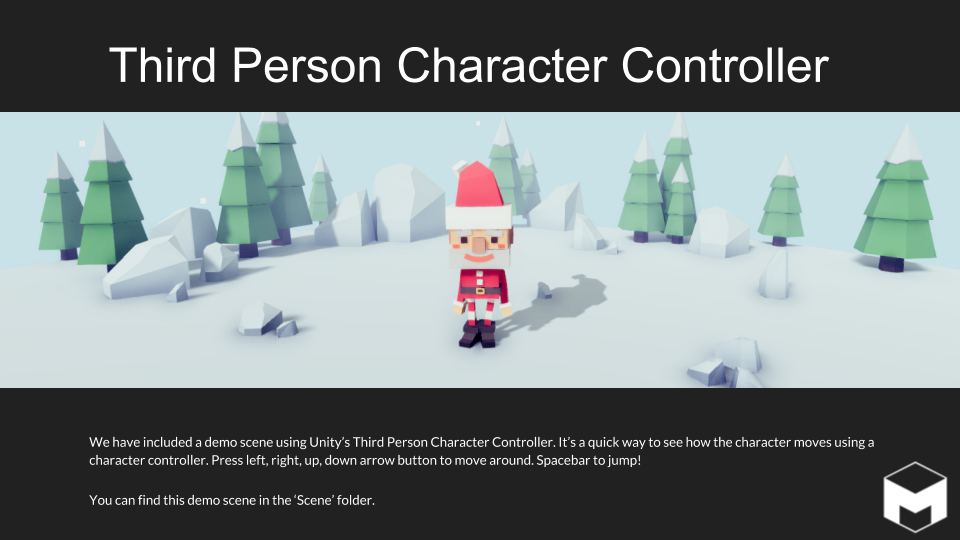 Third Person Character Controller
We have included a demo scene using Unity’s Third Person Character Controller. It’s a quick way to see how the character moves using a
character controller. Press left, right, up, down arrow button to move around. Spacebar to jump!
You can find this demo scene in the ‘Scene’ folder.